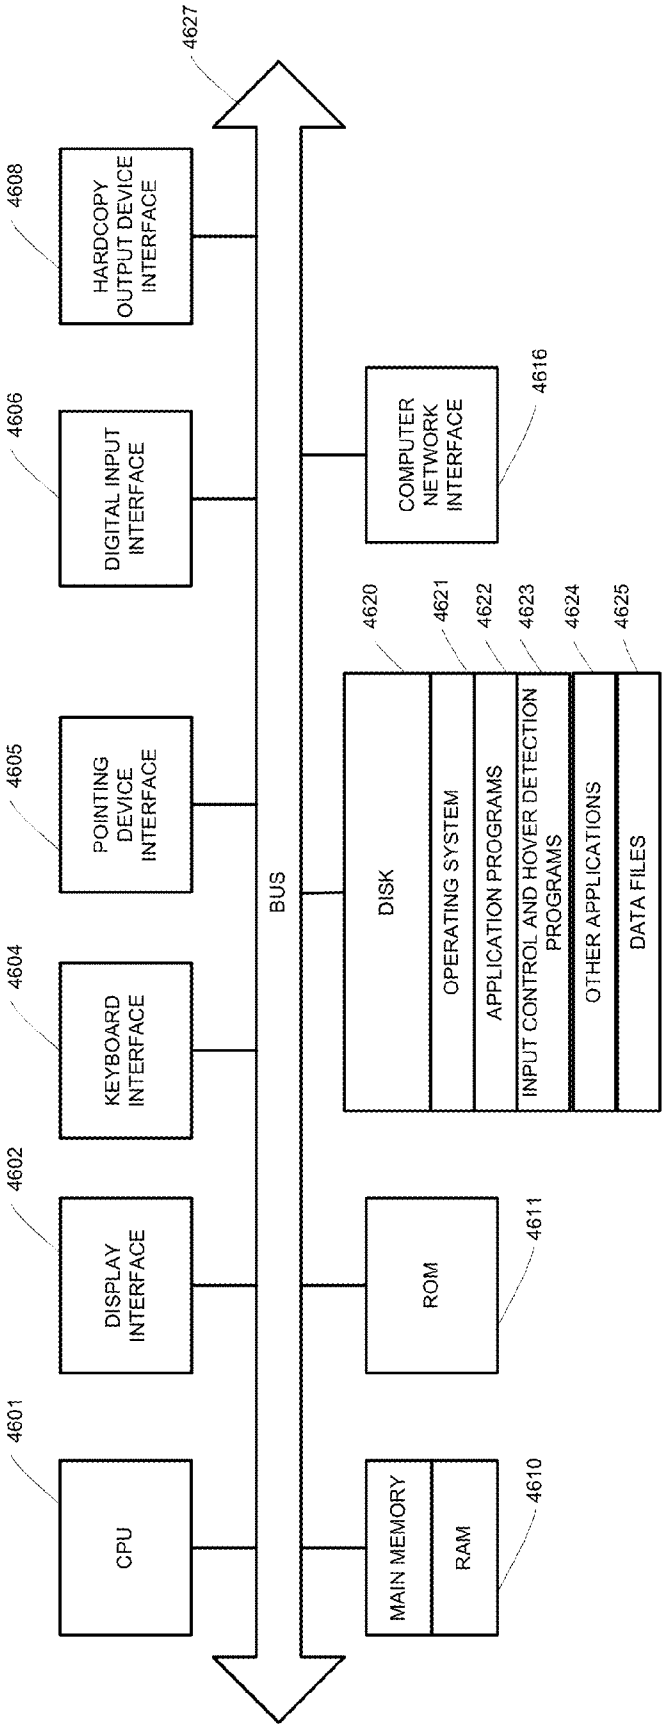 4601
4602
4604
4605
4606
4608
4627
CPU
DISPLAY
INTERFACE
KEYBOARD
INTERFACE
POINTING
DEVICE
INTERFACE
DIGITAL INPUT
INTERFACE
HARDCOPY
OUTPUT DEVICE
INTERFACE
BUS
MAIN MEMORY
RAM
4610
ROM
4611
DISK
4620
OPERATING SYSTEM
4621
APPLICATION PROGRAMS
4622
INPUT CONTROL AND HOVER DETECTION
PROGRAMS
4623
OTHER APPLICATIONS
4624
DATA FILES
4625
COMPUTER
NETWORK
INTERFACE
4616